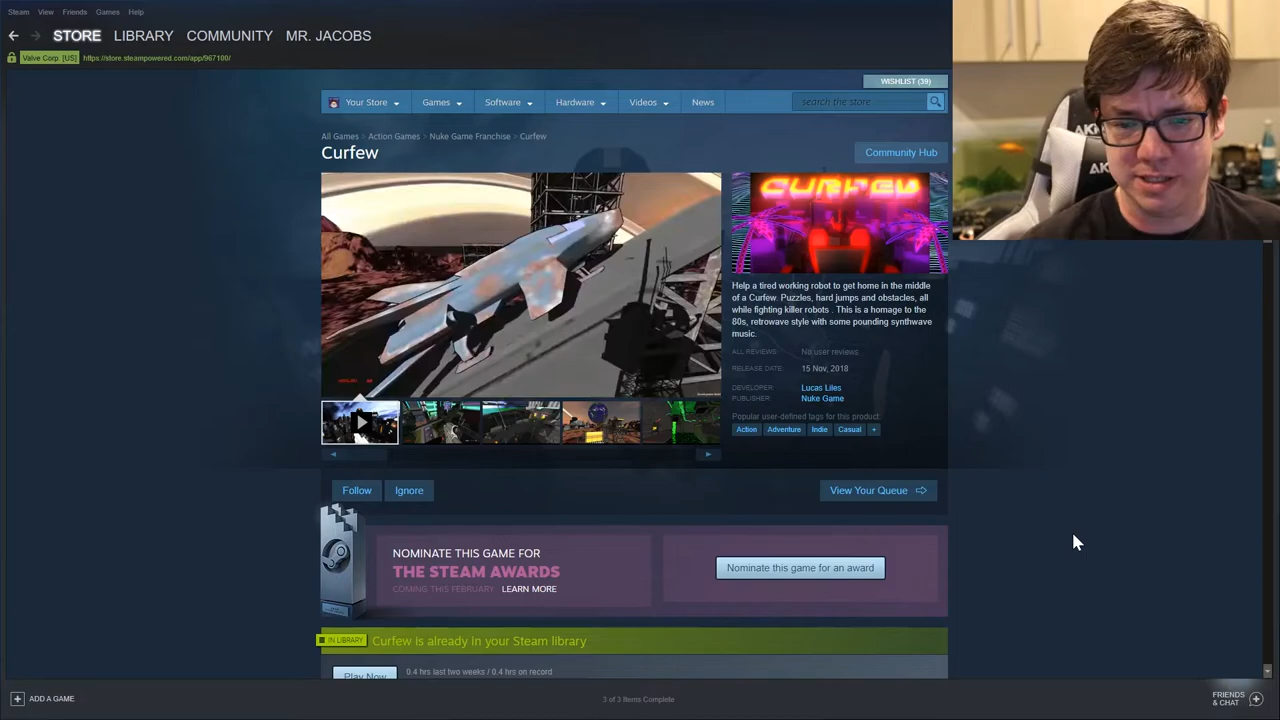 Steam View Friends Games Help
STORE LIBRARY COMMUNITY MR. JACOBS
Valve Corp [US] https://store.steampowered.com/app/967100/
WISHLIST (39)
Your Store Games Software Hardware Videos News search the store
All Games > Action Games > Nuke Game Franchise > Curfew
Curfew
Community Hub
CURFEW
Help a tired working robot to get home in the middle
of a Curfew. Puzzles, hard jumps and obstacles, all
while fighting killer robots . This is a homage to the
80s, retrowave style with some pounding synthwave
music.
ALL REVIEWS: No user reviews
RELEASE DATE: 15 Nov, 2018
DEVELOPER: Lucas Liles
PUBLISHER: Nuke Game
Popular user-defined tags for this product:
Action Adventure Indie Casual +
Follow Ignore View Your Queue
NOMINATE THIS GAME FOR
THE STEAM AWARDS
COMING THIS FEBRUARY LEARN MORE
Nominate this game for an award
IN LIBRARY Curfew is already in your Steam library
Play Now 0.4 hrs last two weeks / 0.4 hrs on record
ADD A GAME
3 of 3 Items Complete
FRIENDS
& CHAT